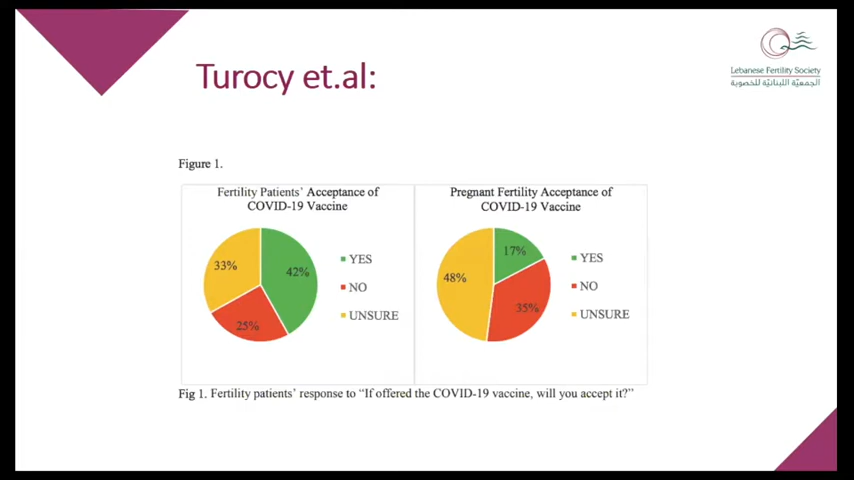 Turocy et.al:
Lebanese Fertility Society
الجمعيّة اللبنانيّة للخصوبة
Figure 1.
Fertility Patients' Acceptance of
COVID-19 Vaccine
33%
42%
25%
YES
NO
UNSURE
Pregnant Fertility Acceptance of
COVID-19 Vaccine
17%
48%
35%
YES
NO
UNSURE
Fig 1. Fertility patients' response to "If offered the COVID-19 vaccine, will you accept it?"